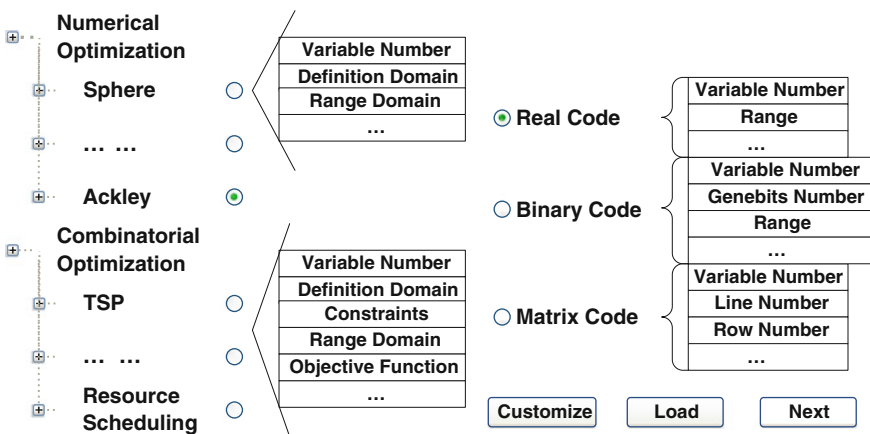 Numerical
Optimization
Sphere
... ...
Ackley
Combinatorial
Optimization
TSP
... ...
Resource
Scheduling
Variable Number
Definition Domain
Range Domain
...
Variable Number
Definition Domain
Constraints
Range Domain
Objective Function
...
Real Code
Variable Number
Range
...
Binary Code
Variable Number
Genebits Number
Range
...
Matrix Code
Variable Number
Line Number
Row Number
...
Customize
Load
Next